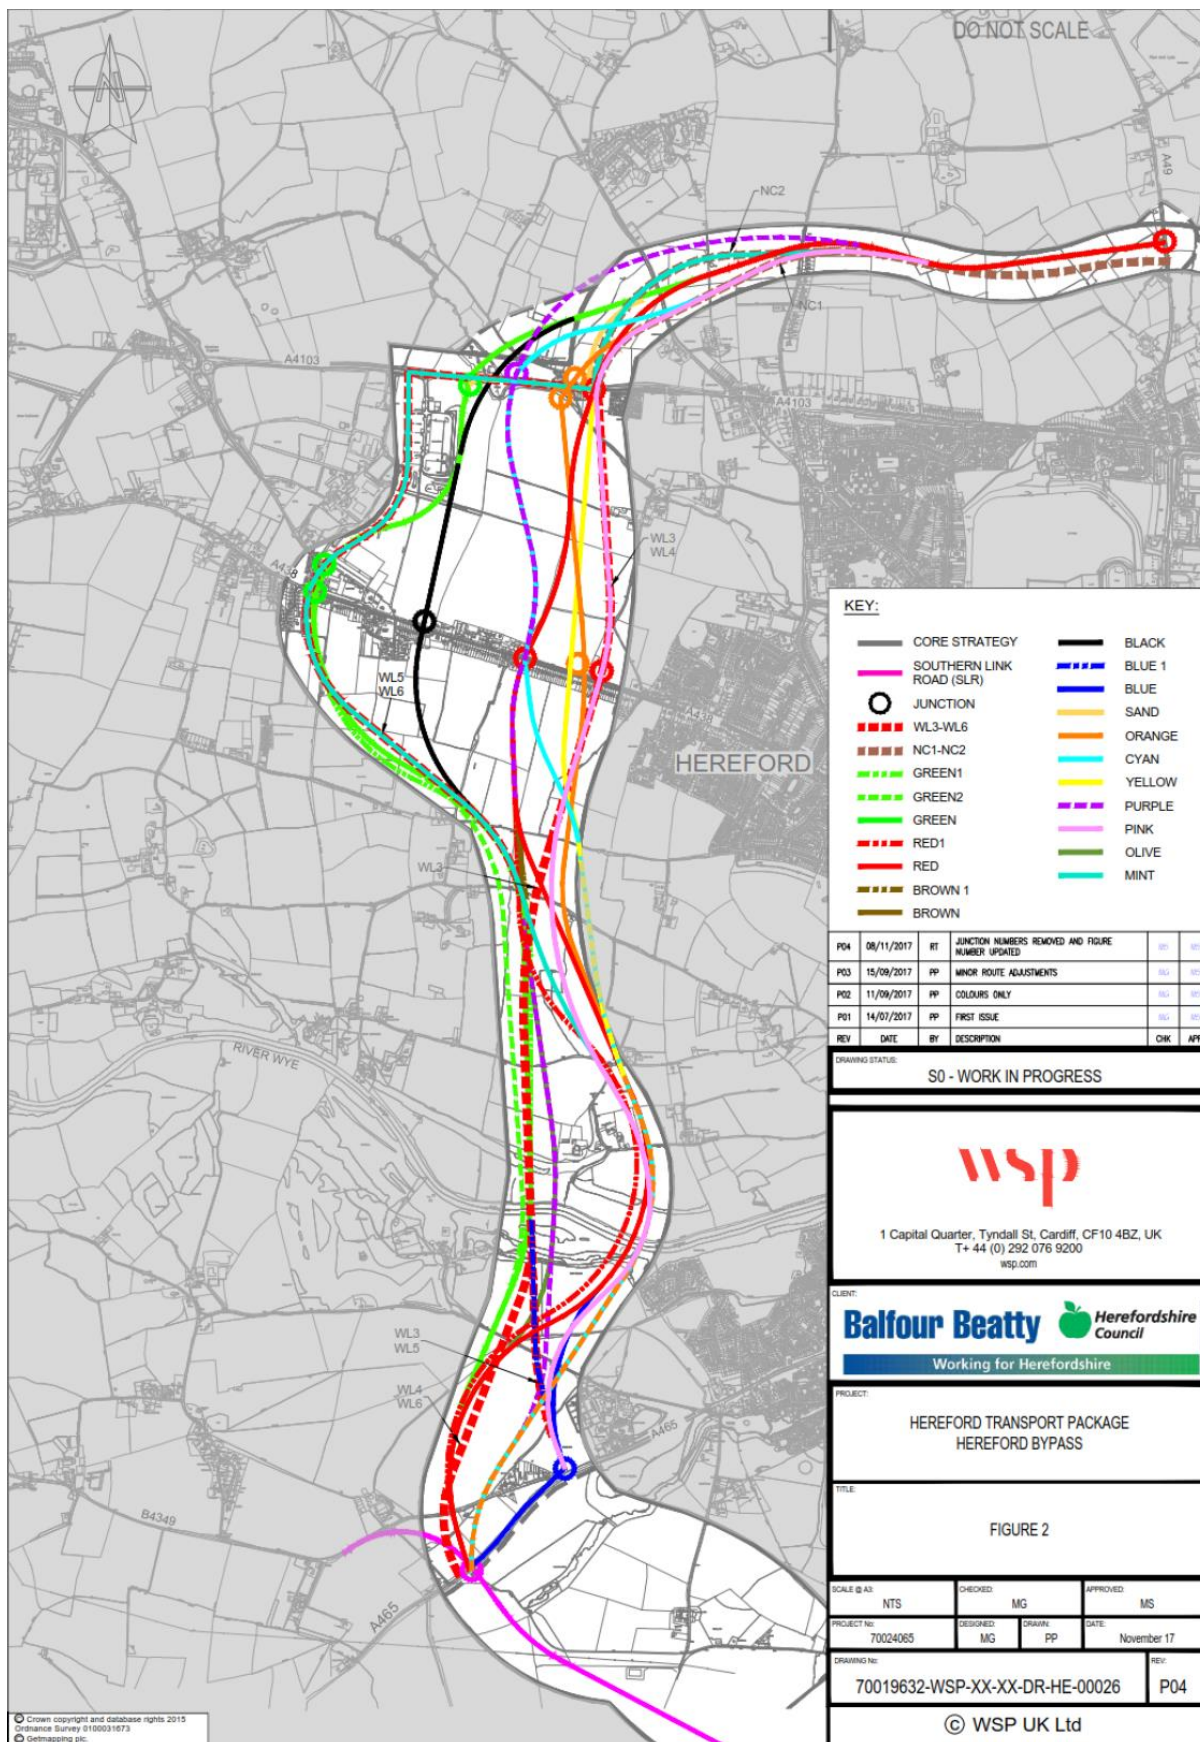 DO NOT SCALE
N
A49
NC2
NC1
A4103
A4103
WL3
WL4
A438
WL5
WL6
A438
HEREFORD
WL3
RIVER WYE
WL3
WL5
WL4
WL6
A465
B4349
A465
KEY:
CORE STRATEGY
SOUTHERN LINK
ROAD (SLR)
JUNCTION
WL3-WL6
NC1-NC2
GREEN1
GREEN2
GREEN
RED1
RED
BROWN 1
BROWN
BLACK
BLUE 1
BLUE
SAND
ORANGE
CYAN
YELLOW
PURPLE
PINK
OLIVE
MINT
P04 08/11/2017 RT JUNCTION NUMBERS REMOVED AND FIGURE
NUMBER UPDATED
P03 15/09/2017 PP MINOR ROUTE ADJUSTMENTS
P02 11/09/2017 PP COLOURS ONLY
P01 14/07/2017 PP FIRST ISSUE
REV DATE BY DESCRIPTION CHK APP
DRAWING STATUS:
S0 - WORK IN PROGRESS
wsp
1 Capital Quarter, Tyndall St, Cardiff, CF10 4BZ, UK
T+ 44 (0) 292 076 9200
wsp.com
CLIENT:
Balfour Beatty
Herefordshire
Council
Working for Herefordshire
PROJECT:
HEREFORD TRANSPORT PACKAGE
HEREFORD BYPASS
TITLE:
FIGURE 2
SCALE @ A3: CHECKED: APPROVED:
NTS MG MS
PROJECT No: DESIGNED: DRAWN: DATE:
70024065 MG PP November 17
DRAWING No: REV:
70019632-WSP-XX-XX-DR-HE-00026 P04
© WSP UK Ltd
© Crown copyright and database rights 2015
Ordnance Survey 0100031673
© Getmapping plc.